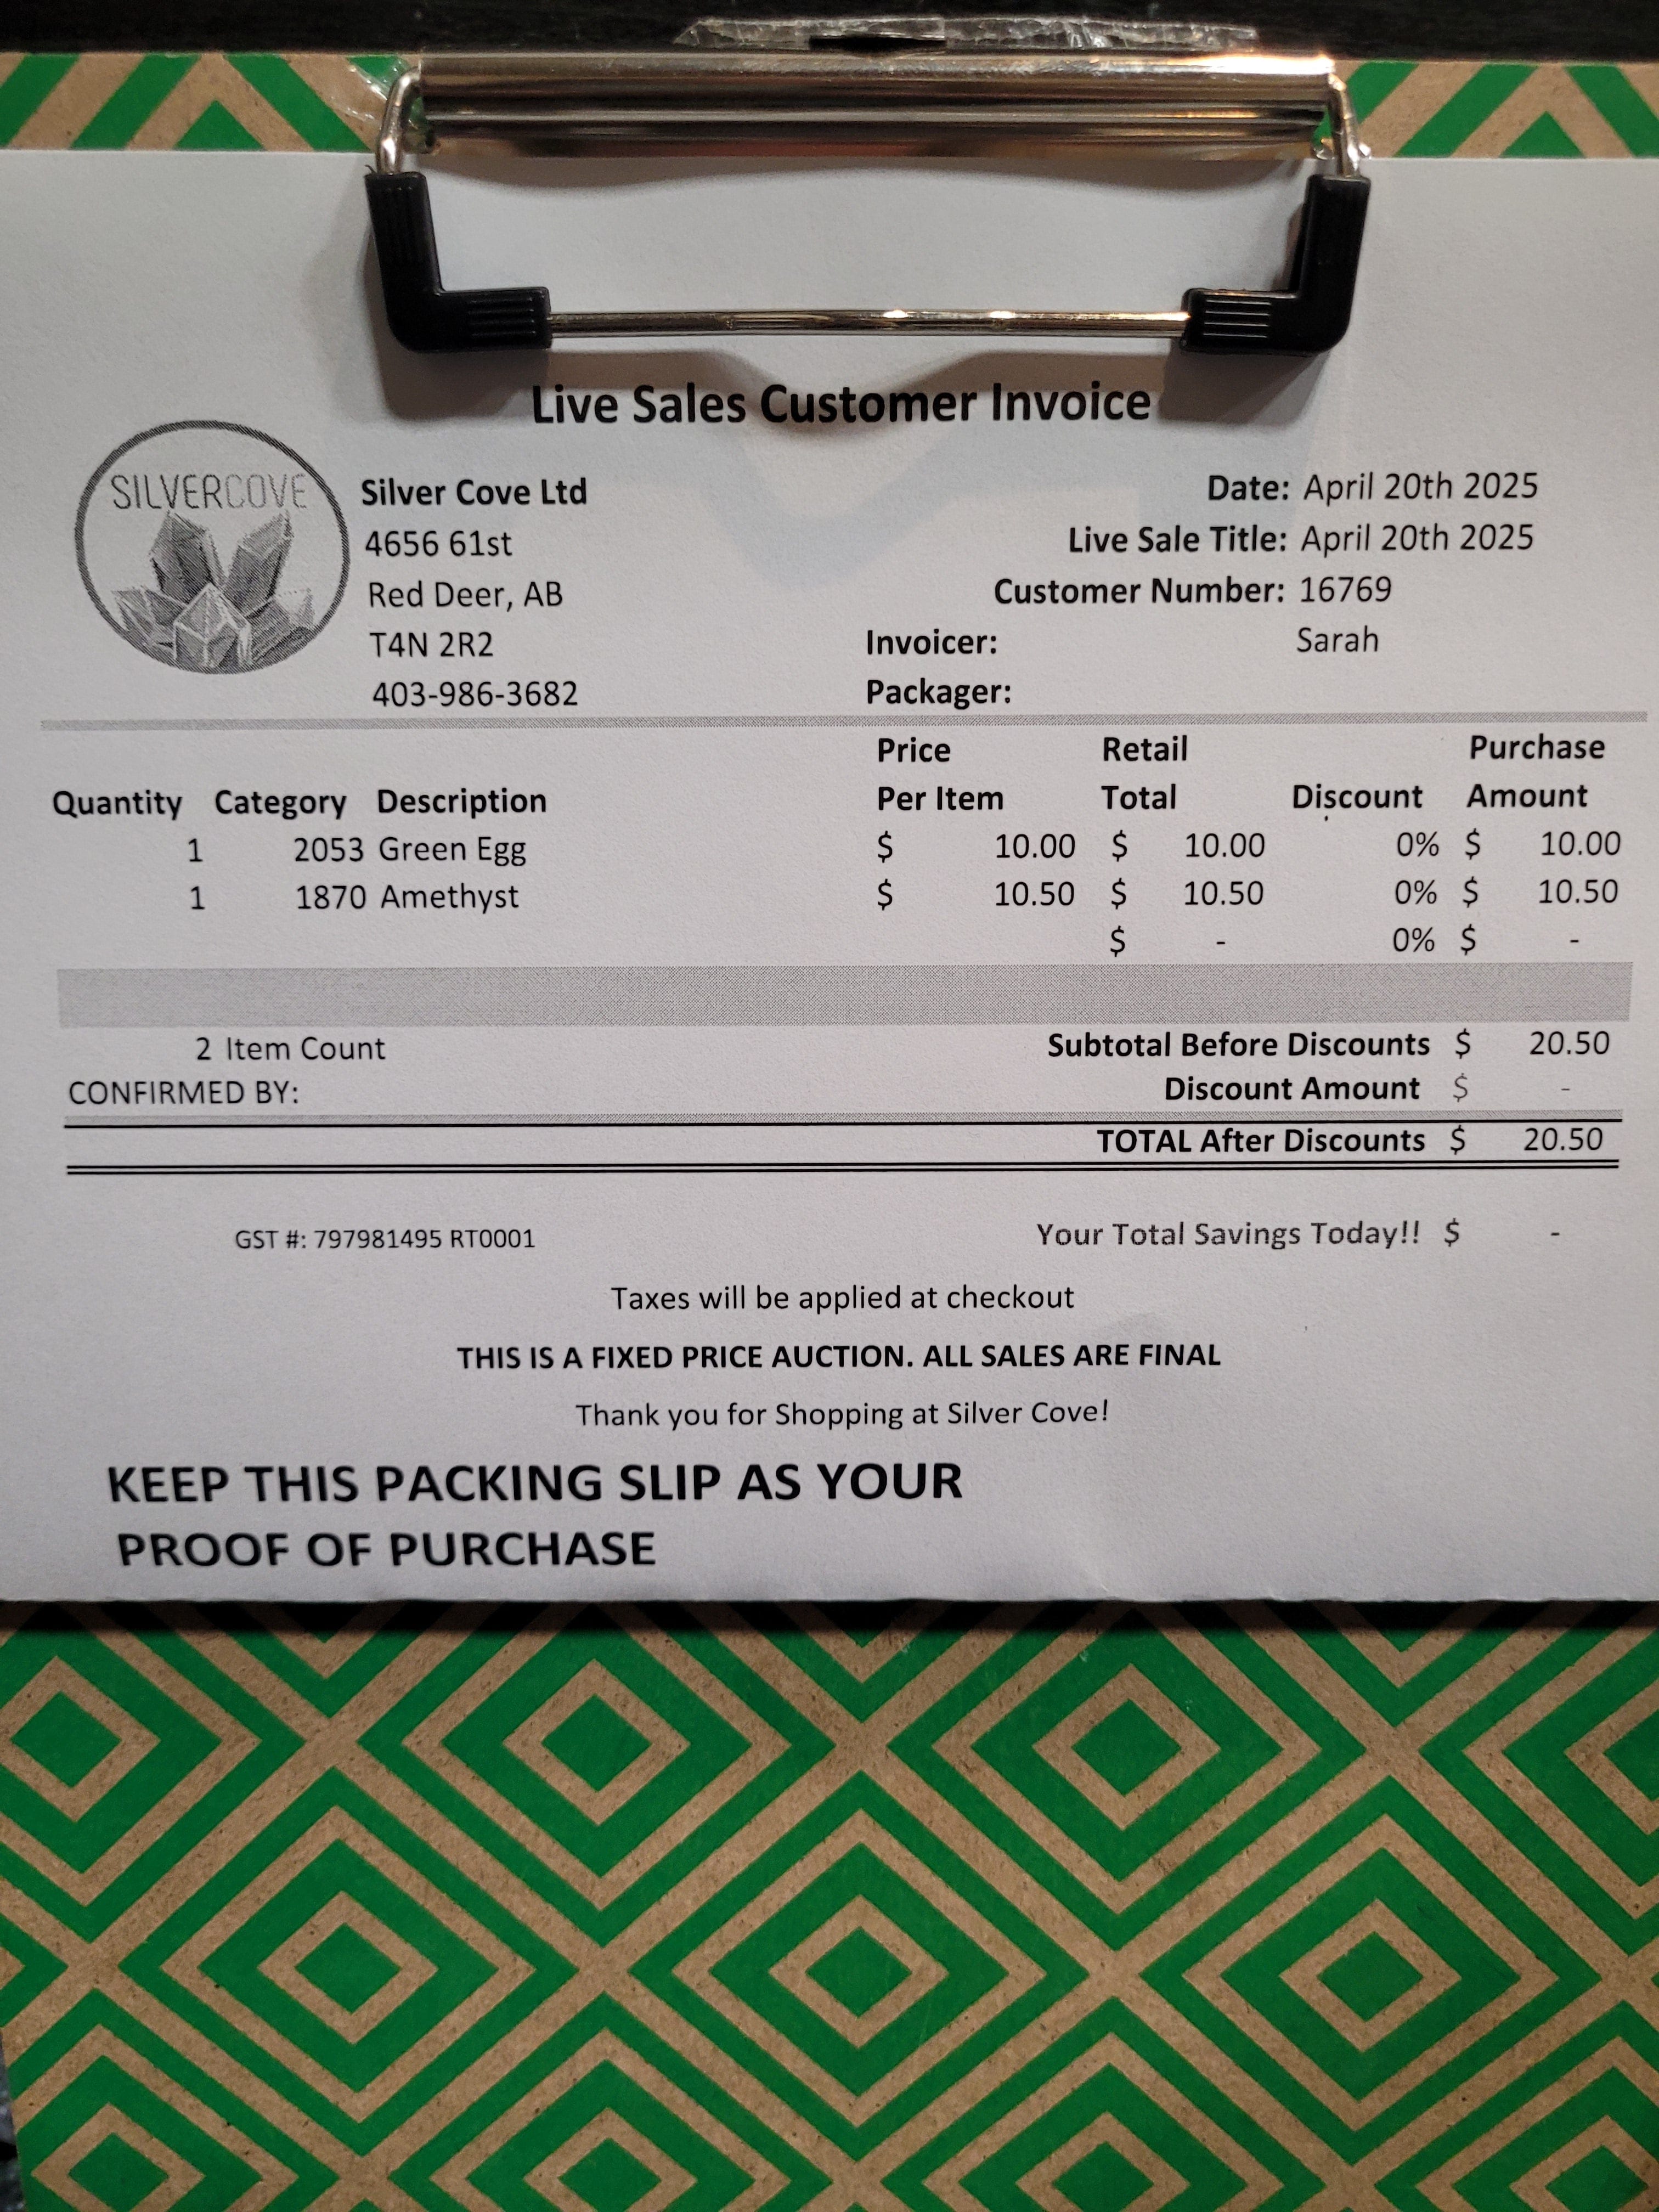 Live Sales Customer Invoice
SILVERCOVE
Silver Cove Ltd
4656 61st
Red Deer, AB
T4N 2R2
403-986-3682
Date: April 20th 2025
Live Sale Title: April 20th 2025
Customer Number: 16769
Invoicer: Sarah
Packager:
Quantity Category Description Price Per Item Retail Total Discount Purchase Amount
1 2053 Green Egg $ 10.00 $ 10.00 0% $ 10.00
1 1870 Amethyst $ 10.50 $ 10.50 0% $ 10.50
$ - 0% $ -
2 Item Count Subtotal Before Discounts $ 20.50
CONFIRMED BY: Discount Amount $ -
TOTAL After Discounts $ 20.50
GST #: 797981495 RT0001 Your Total Savings Today!! $ -
Taxes will be applied at checkout
THIS IS A FIXED PRICE AUCTION. ALL SALES ARE FINAL
Thank you for Shopping at Silver Cove!
KEEP THIS PACKING SLIP AS YOUR
PROOF OF PURCHASE